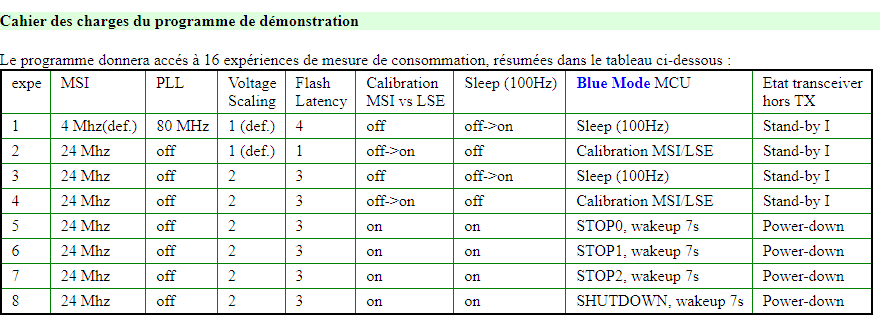 Cahier des charges du programme de démonstration
Le programme donnera accés à 16 expériences de mesure de consommation, résumées dans le tableau ci-dessous :
expe MSI PLL Voltage Scaling Flash Latency Calibration MSI vs LSE Sleep (100Hz) Blue Mode MCU Etat transceiver hors TX
1 4 Mhz(def.) 80 MHz 1 (def.) 4 off off->on Sleep (100Hz) Stand-by I
2 24 Mhz off 1 (def.) 1 off->on off Calibration MSI/LSE Stand-by I
3 24 Mhz off 2 3 off off->on Sleep (100Hz) Stand-by I
4 24 Mhz off 2 3 off->on off Calibration MSI/LSE Stand-by I
5 24 Mhz off 2 3 on on STOP0, wakeup 7s Power-down
6 24 Mhz off 2 3 on on STOP1, wakeup 7s Power-down
7 24 Mhz off 2 3 on on STOP2, wakeup 7s Power-down
8 24 Mhz off 2 3 on on SHUTDOWN, wakeup 7s Power-down